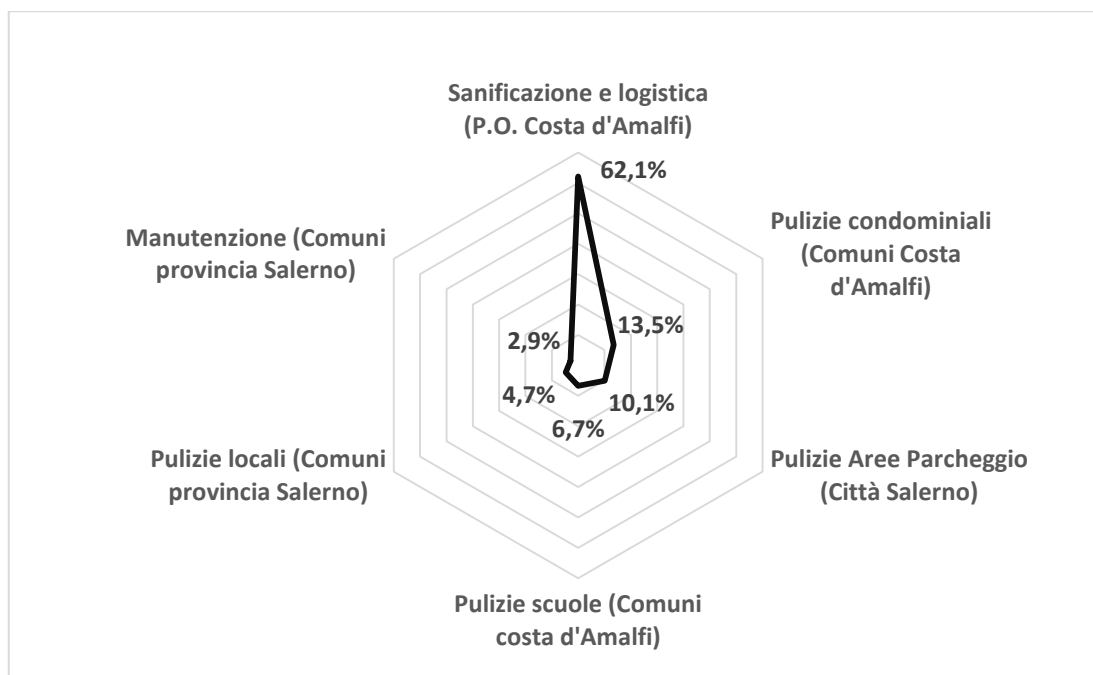 Sanificazione e logistica
(P.O. Costa d'Amalfi)
62,1%
Pulizie condominiali
(Comuni Costa
d'Amalfi)
13,5%
Pulizie Aree Parcheggio
(Città Salerno)
10,1%
Pulizie scuole (Comuni
costa d'Amalfi)
6,7%
Pulizie locali (Comuni
provincia Salerno)
4,7%
Manutenzione (Comuni
provincia Salerno)
2,9%